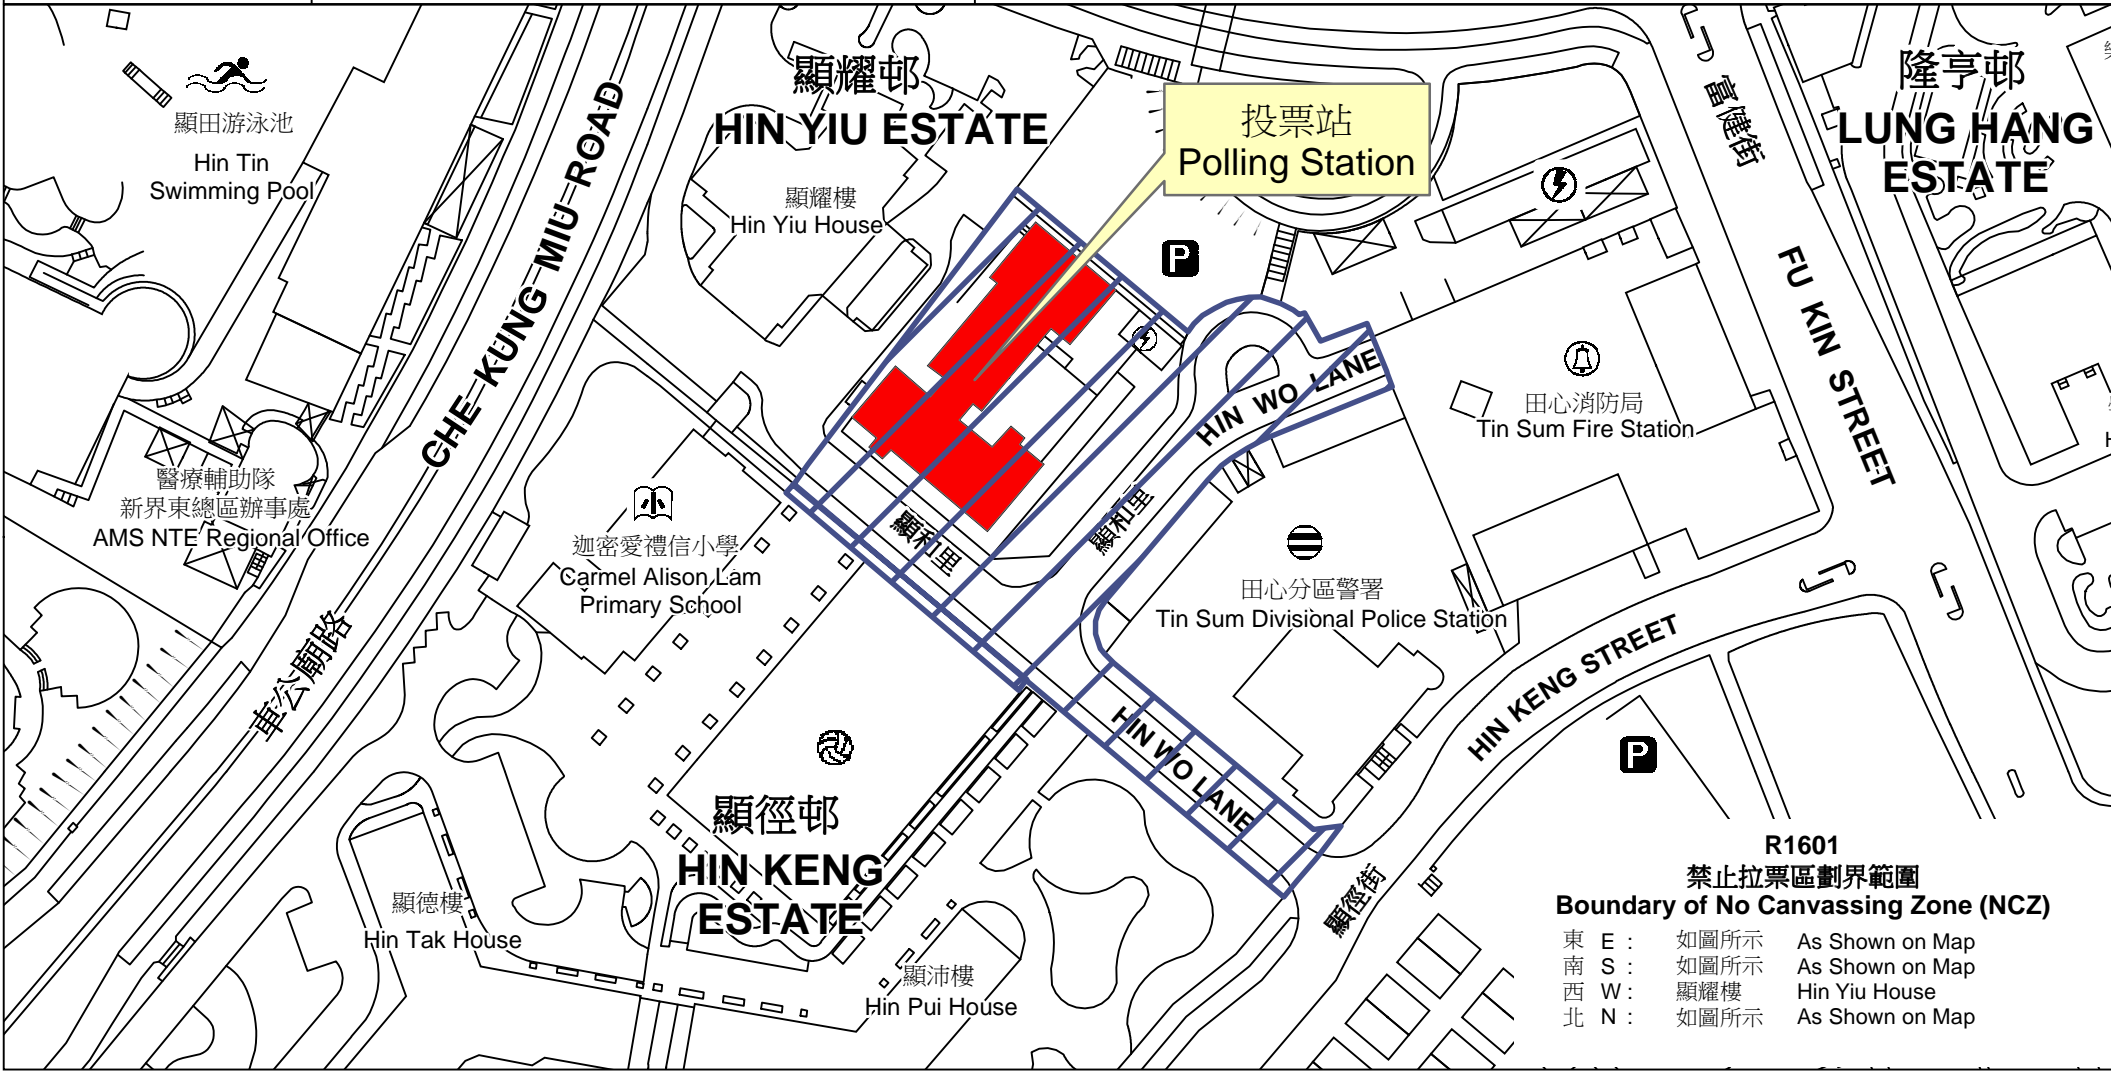 顯田游泳池
Hin Tin
Swimming Pool
顯耀邨
HIN YIU ESTATE
顯耀樓
Hin Yiu House
投票站
Polling Station
P
隆亨邨
LUNG HANG
ESTATE
富健街
FU KIN STREET
CHE KUNG MIU ROAD
車公廟路
醫療輔助隊
新界東總區辦事處
AMS NTE Regional Office
小
迦密愛禮信小學
Carmel Alison Lam
Primary School
顯和里
顯和里
HIN WO LANE
田心消防局
Tin Sum Fire Station
田心分區警署
Tin Sum Divisional Police Station
HIN KENG STREET
P
HIN WO LANE
顯徑邨
HIN KENG
ESTATE
顯德樓
Hin Tak House
顯沛樓
Hin Pui House
顯徑街
R1601
禁止拉票區劃界範圍
Boundary of No Canvassing Zone (NCZ)
東 E : 如圖所示 As Shown on Map
南 S : 如圖所示 As Shown on Map
西 W : 顯耀樓 Hin Yiu House
北 N : 如圖所示 As Shown on Map